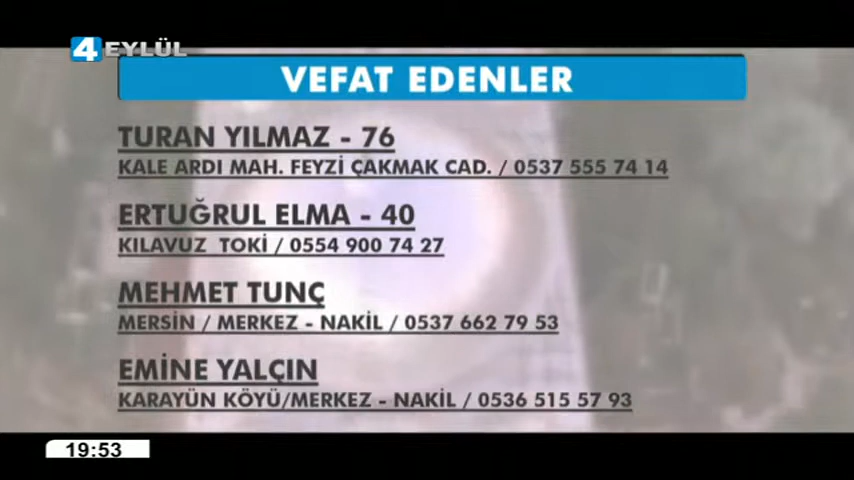 4 EYLÜL
VEFAT EDENLER
TURAN YILMAZ - 76
KALE ARDI MAH. FEYZİ ÇAKMAK CAD. / 0537 555 74 14
ERTUĞRUL ELMA - 40
KILAVUZ TOKİ / 0554 900 74 27
MEHMET TUNÇ
MERSİN / MERKEZ - NAKİL / 0537 662 79 53
EMİNE YALÇIN
KARAYÜN KÖYÜ/MERKEZ - NAKİL / 0536 515 57 93
19:53